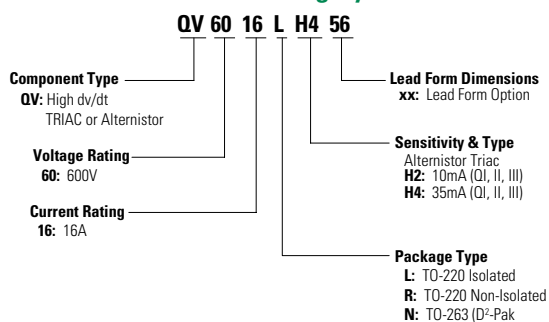 QV 60 16 L H4 56
Component Type
QV: High dv/dt
TRIAC or Alternistor
Voltage Rating
60: 600V
Current Rating
16: 16A
Lead Form Dimensions
xx: Lead Form Option
Sensitivity & Type
Alternistor Triac
H2: 10mA (QI, II, III)
H4: 35mA (QI, II, III)
Package Type
L: TO-220 Isolated
R: TO-220 Non-Isolated
N: TO-263 (D²-Pak